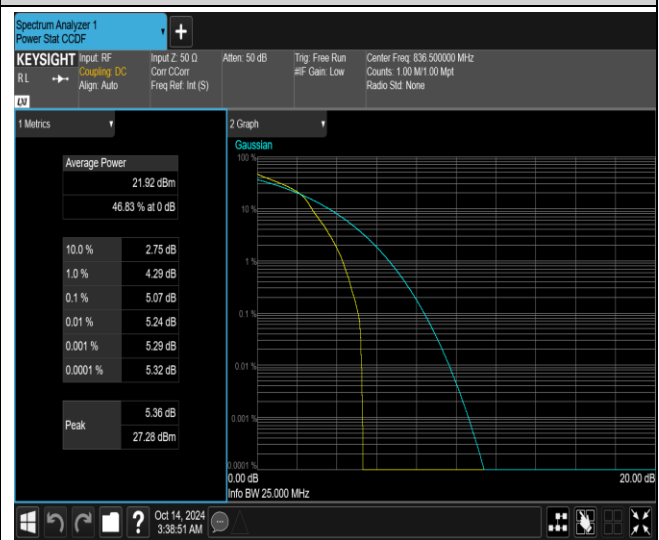 Spectrum Analyzer 1
Power Stat CCDF
+
KEYSIGHT
Input: RF
Input Z: 50 Ω
Atten: 50 dB
Trig: Free Run
Center Freq: 836.500000 MHz
RL
Coupling: DC
Corr CCorr
#IF Gain: Low
Counts: 1.00 M/1.00 Mpt
Align: Auto
Freq Ref: Int (S)
Radio Std: None
LXI
1 Metrics
2 Graph
Average Power
21.92 dBm
46.83 % at 0 dB
10.0 % 2.75 dB
1.0 % 4.29 dB
0.1 % 5.07 dB
0.01 % 5.24 dB
0.001 % 5.29 dB
0.0001 % 5.32 dB
Peak
5.36 dB
27.28 dBm
Gaussian
100 %
10 %
1 %
0.1 %
0.01 %
0.001 %
0.0001 %
0.00 dB 20.00 dB
Info BW 25.000 MHz
?
Oct 14, 2024
3:38:51 AM